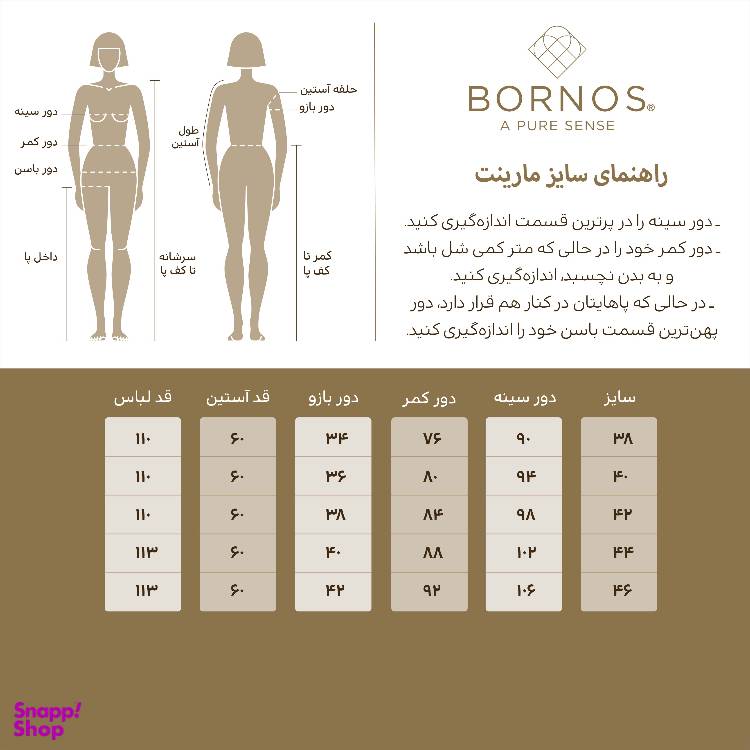 BORNOS®
A PURE SENSE
راهنمای سایز مارینت
ـ دور سینه را در پرترین قسمت اندازه‌گیری کنید.
ـ دور کمر خود را در حالی که متر کمی شل باشد
و به بدن نچسبد، اندازه‌گیری کنید.
ـ در حالی که پاهایتان در کنار هم قرار دارد، دور
پهن‌ترین قسمت باسن خود را اندازه‌گیری کنید.
حلقه آستین
دور بازو
طول
آستین
کمر تا
کف پا
دور سینه
دور کمر
دور باسن
داخل پا
سرشانه
تا کف پا
سایز دور سینه دور کمر دور بازو قد آستین قد لباس
۳۸ ۹۰ ۷۶ ۳۴ ۶۰ ۱۱۰
۴۰ ۹۴ ۸۰ ۳۶ ۶۰ ۱۱۰
۴۲ ۹۸ ۸۴ ۳۸ ۶۰ ۱۱۰
۴۴ ۱۰۲ ۸۸ ۴۰ ۶۰ ۱۱۳
۴۶ ۱۰۶ ۹۲ ۴۲ ۶۰ ۱۱۳
Snapp!
Shop